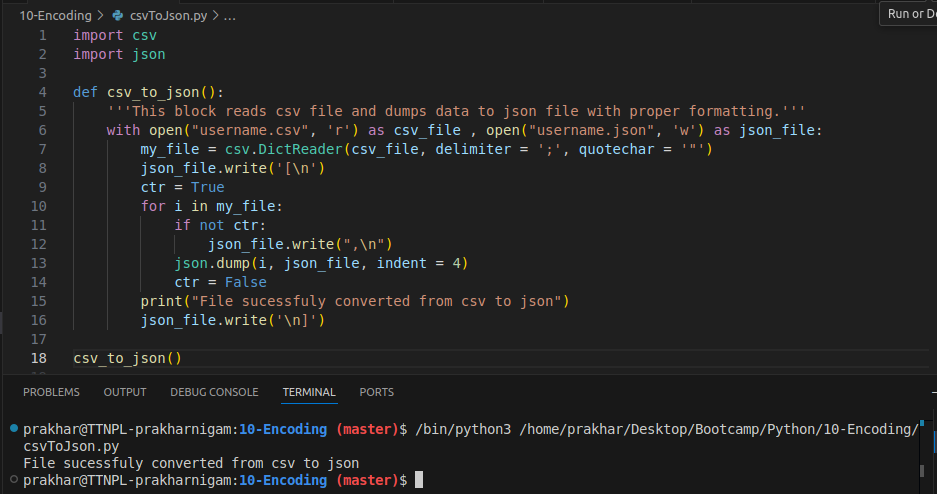 10-Encoding > csvToJson.py > ...
Run or De
1 import csv
2 import json
3
4 def csv_to_json():
5     '''This block reads csv file and dumps data to json file with proper formatting.'''
6     with open("username.csv", 'r') as csv_file , open("username.json", 'w') as json_file:
7         my_file = csv.DictReader(csv_file, delimiter = ';', quotechar = '"')
8         json_file.write('[\n')
9         ctr = True
10         for i in my_file:
11             if not ctr:
12                 json_file.write(",\n")
13             json.dump(i, json_file, indent = 4)
14             ctr = False
15         print("File sucessfuly converted from csv to json")
16         json_file.write('\n]')
17
18 csv_to_json()
PROBLEMS OUTPUT DEBUG CONSOLE TERMINAL PORTS
prakhar@TTNPL-prakharnigam:10-Encoding (master)$ /bin/python3 /home/prakhar/Desktop/Bootcamp/Python/10-Encoding/
csvToJson.py
File sucessfuly converted from csv to json
prakhar@TTNPL-prakharnigam:10-Encoding (master)$